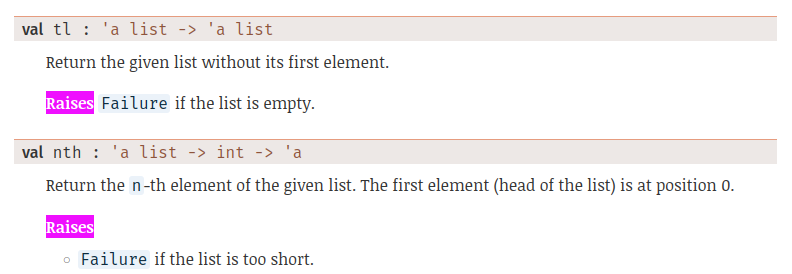 val tl : 'a list -> 'a list
Return the given list without its first element.
Raises Failure if the list is empty.
val nth : 'a list -> int -> 'a
Return the n-th element of the given list. The first element (head of the list) is at position 0.
Raises
○ Failure if the list is too short.